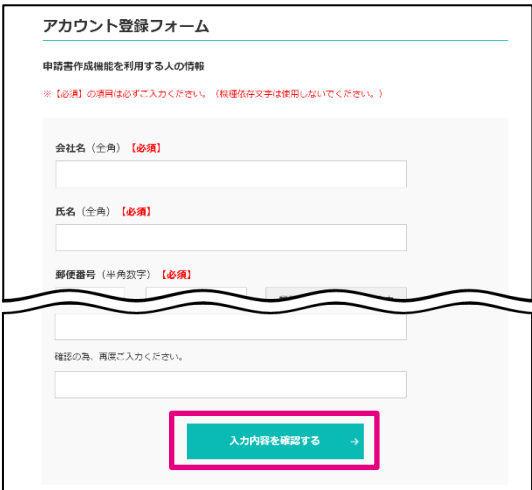 アカウント登録フォーム
申請書作成機能を利用する人の情報
※【必須】の項目は必ずご入力ください。（機種依存文字は使用しないでください。）
会社名（全角）【必須】
氏名（全角）【必須】
郵便番号（半角数字）【必須】
確認の為、再度ご入力ください。
入力内容を確認する →